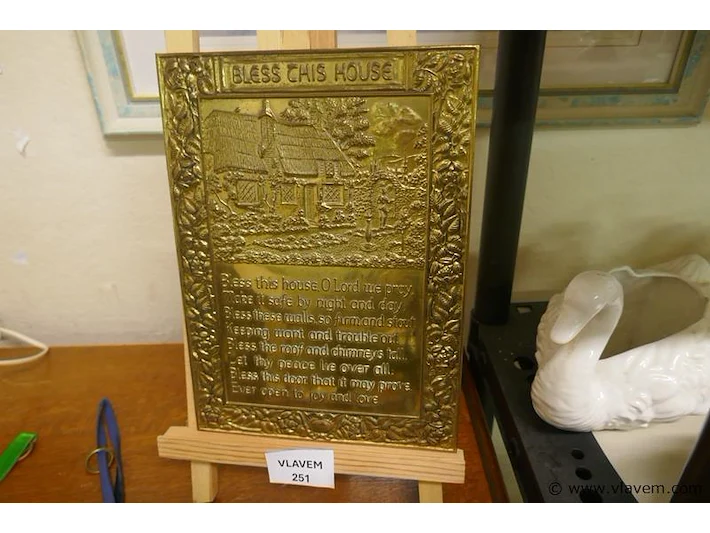 BLESS THIS HOUSE
Bless this house, O Lord we pray,
Make it safe by night and day
Bless these walls, so firm and stout
Keeping want and trouble out.
Bless the roof and chimneys tall,
Let thy peace lie over all.
Bless this door that it may prove
Ever open to joy and love
VLAVEM
251
© www.vlavem.com